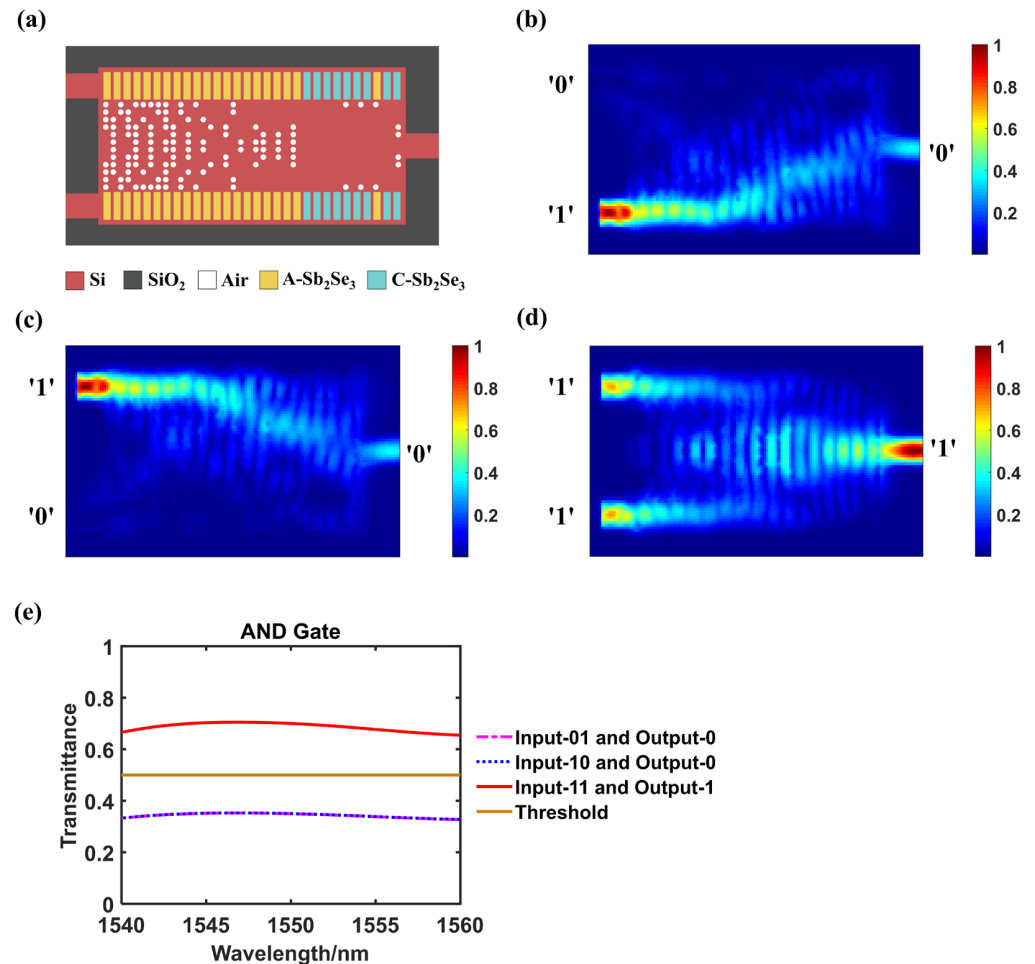 (a)
Si SiO₂ Air A-Sb₂Se₃ C-Sb₂Se₃
(b)
'0'
'1'
'0'
1
0.8
0.6
0.4
0.2
(c)
'1'
'0'
'0'
1
0.8
0.6
0.4
0.2
(d)
'1'
'1'
'1'
1
0.8
0.6
0.4
0.2
(e)
AND Gate
Transmittance
1
0.8
0.6
0.4
0.2
0
1540 1545 1550 1555 1560
Wavelength/nm
Input-01 and Output-0
Input-10 and Output-0
Input-11 and Output-1
Threshold